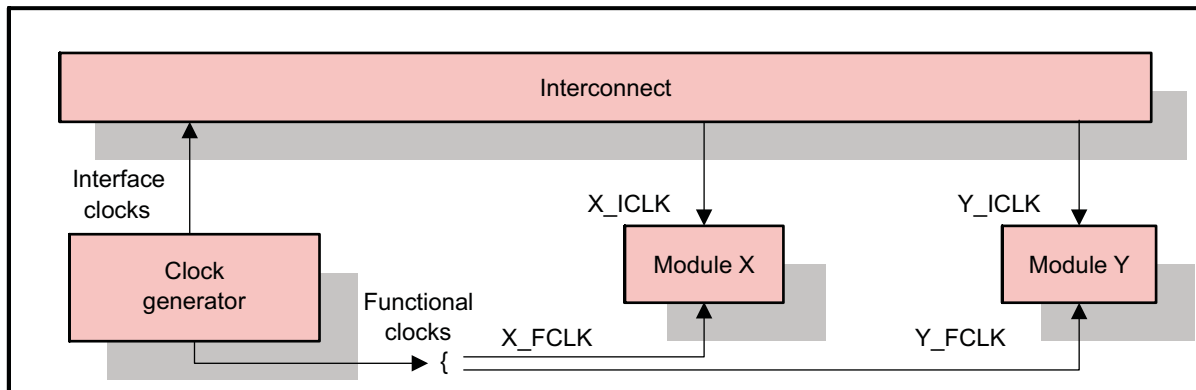 Interconnect
Interface
clocks
X_ICLK
Y_ICLK
Clock
generator
Module X
Module Y
Functional
clocks
{
X_FCLK
Y_FCLK